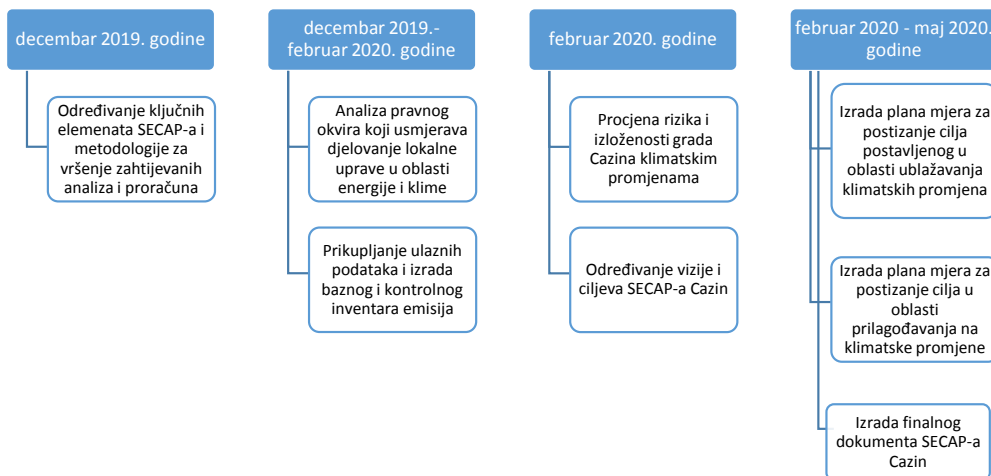 decembar 2019. godine
Određivanje ključnih
elemenata SECAP-a i
metodologije za
vršenje zahtijevanih
analiza i proračuna
decembar 2019.-
februar 2020. godine
Analiza pravnog
okvira koji usmjerava
djelovanje lokalne
uprave u oblasti
energije i klime
Prikupljanje ulaznih
podataka i izrada
baznog i kontrolnog
inventara emisija
februar 2020. godine
Procjena rizika i
izloženosti grada
Cazina klimatskim
promjenama
Određivanje vizije i
ciljeva SECAP-a Cazin
februar 2020 - maj 2020.
godine
Izrada plana mjera za
postizanje cilja
postavljenog u
oblasti ublažavanja
klimatskih promjena
Izrada plana mjera za
postizanje cilja u
oblasti
prilagođavanja na
klimatske promjene
Izrada finalnog
dokumenta SECAP-a
Cazin